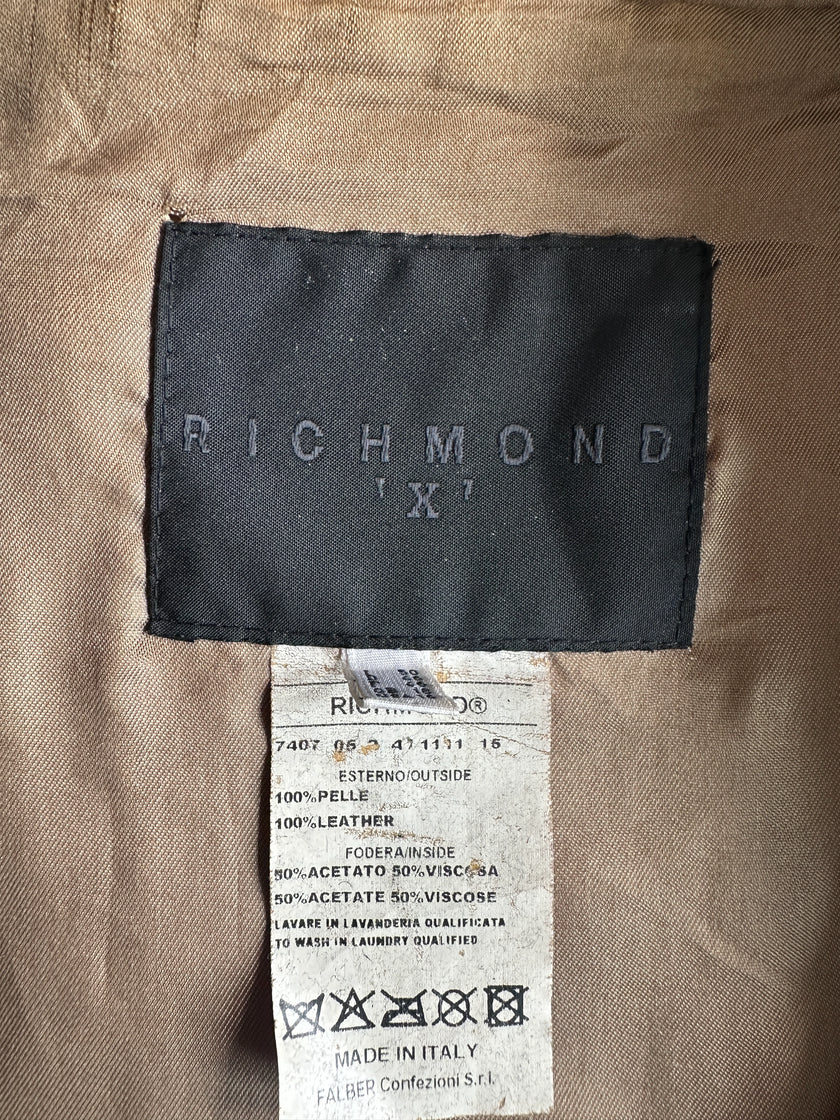 RICHMOND
'X'
7407 05 2 471111 15
ESTERNO/OUTSIDE
100%PELLE
100%LEATHER
FODERA/INSIDE
50%ACETATO 50%VISCOSA
50%ACETATE 50%VISCOSE
LAVARE IN LAVANDERIA QUALIFICATA
TO WASH IN LAUNDRY QUALIFIED
MADE IN ITALY
FALBER Confezioni S.r.l.